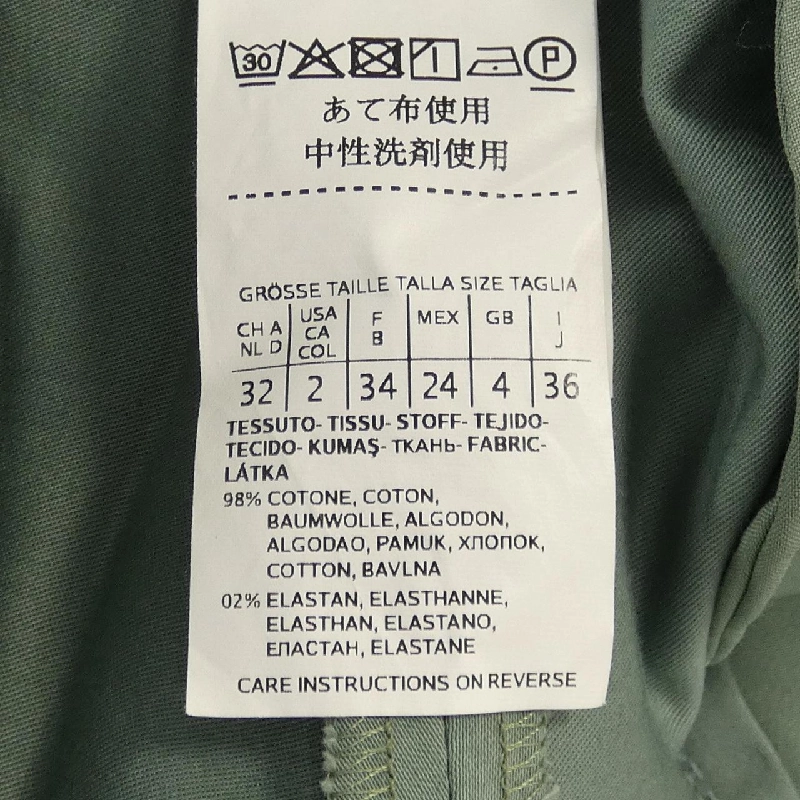 30 P
あて布使用
中性洗剤使用
GRÖSSE TAILLE TALLA SIZE TAGLIA
CH A NL D USA CA COL F B MEX GB I J
32 2 34 24 4 36
TESSUTO- TISSU- STOFF- TEJIDO-
TECIDO- KUMAŞ- ТКАНЬ- FABRIC-
LÁTKA
98% COTONE, COTON,
BAUMWOLLE, ALGODON,
ALGODAO, PAMUK, ХЛОПОК,
COTTON, BAVLNA
02% ELASTAN, ELASTHANNE,
ELASTHAN, ELASTANO,
ЕПАСТАН, ELASTANE
CARE INSTRUCTIONS ON REVERSE